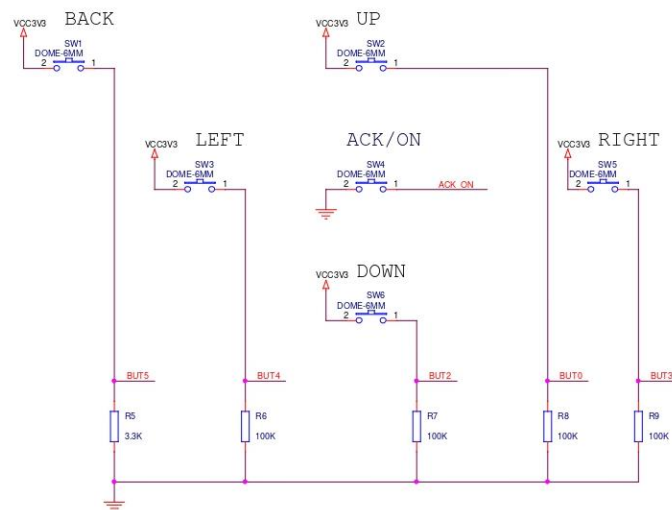 BACK
VCC3V3
SW1
DOME-6MM
2 1
UP
VCC3V3
SW2
DOME-6MM
2 1
LEFT
VCC3V3
SW3
DOME-6MM
2 1
ACK/ON
SW4
DOME-6MM
2 1
ACK_ON
RIGHT
VCC3V3
SW5
DOME-6MM
2 1
DOWN
VCC3V3
SW6
DOME-6MM
2 1
BUT5
BUT4
BUT2
BUT0
BUT3
R5
3.3K
R6
100K
R7
100K
R8
100K
R9
100K